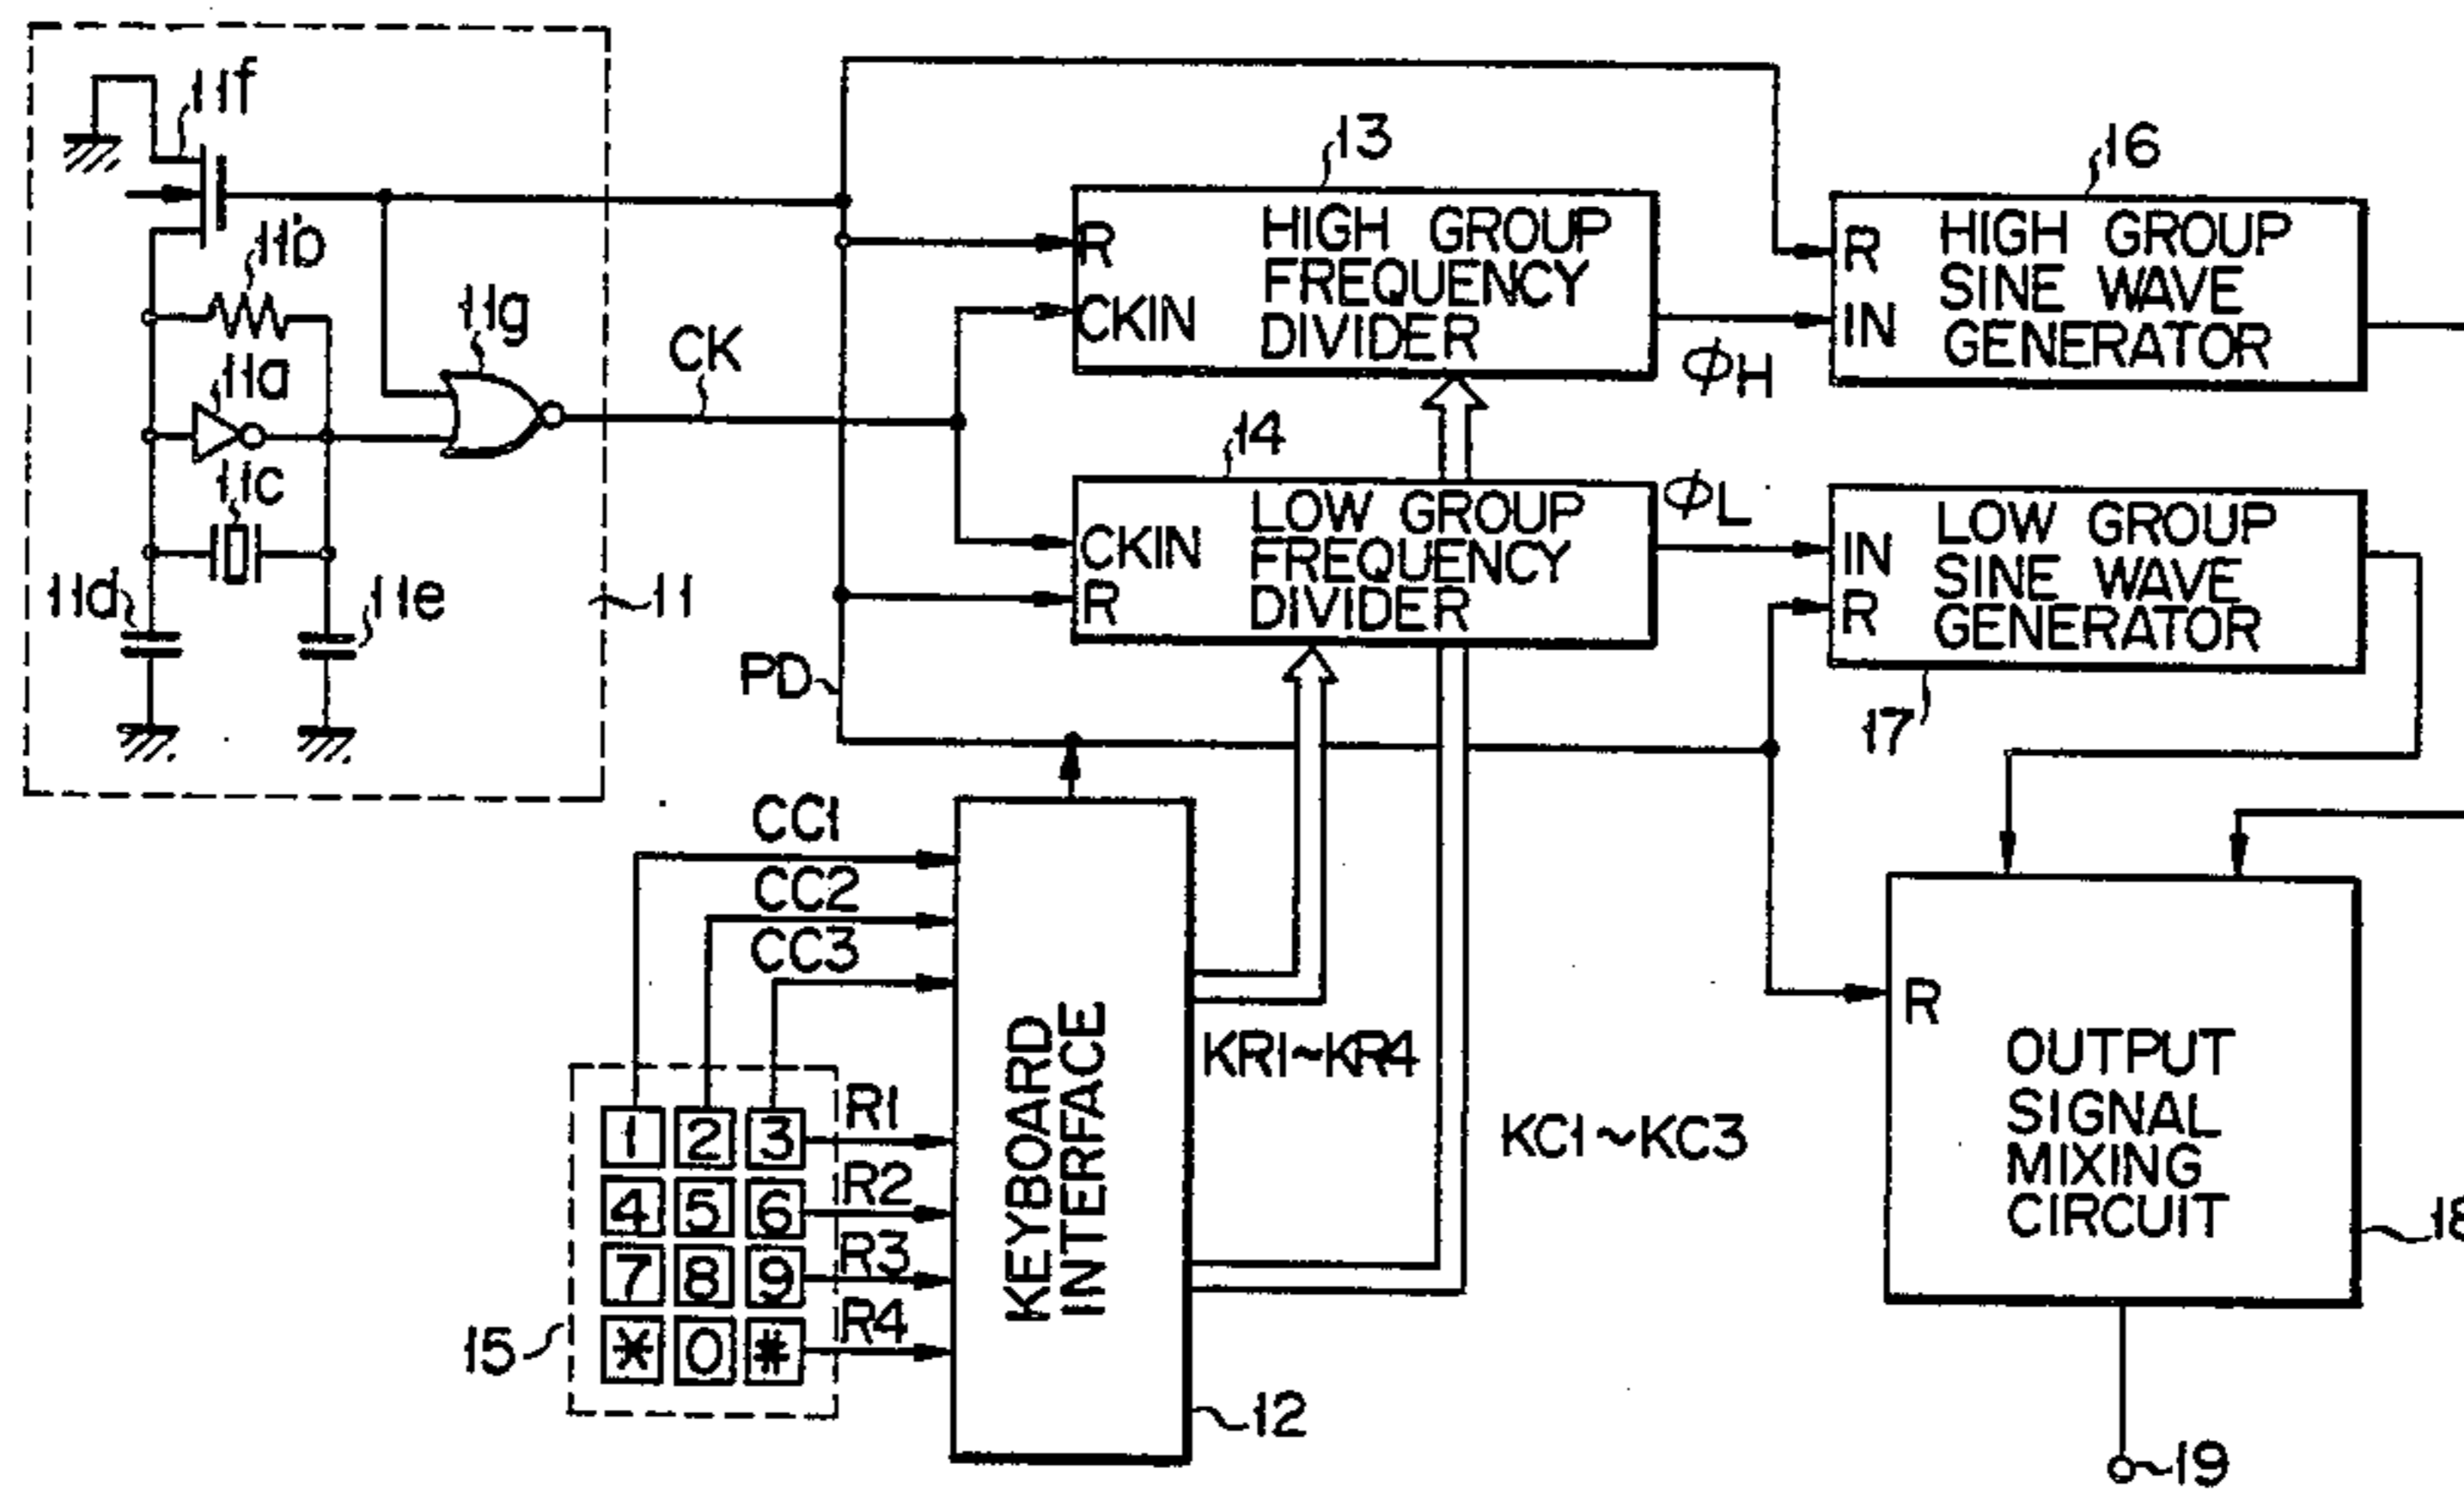 11f
11b
11a
11g
11c
11d
11e
11
CK
PD
13
R
CKIN
HIGH GROUP
FREQUENCY
DIVIDER
ϕH
16
R
IN
HIGH GROUP
SINE WAVE
GENERATOR
14
CKIN
R
LOW GROUP
FREQUENCY
DIVIDER
ϕL
IN
R
LOW GROUP
SINE WAVE
GENERATOR
17
CC1
CC2
CC3
R1
R2
R3
R4
1 2 3
4 5 6
7 8 9
* 0 #
15
KEYBOARD
INTERFACE
12
KR1~KR4
KC1~KC3
R
OUTPUT
SIGNAL
MIXING
CIRCUIT
18
19